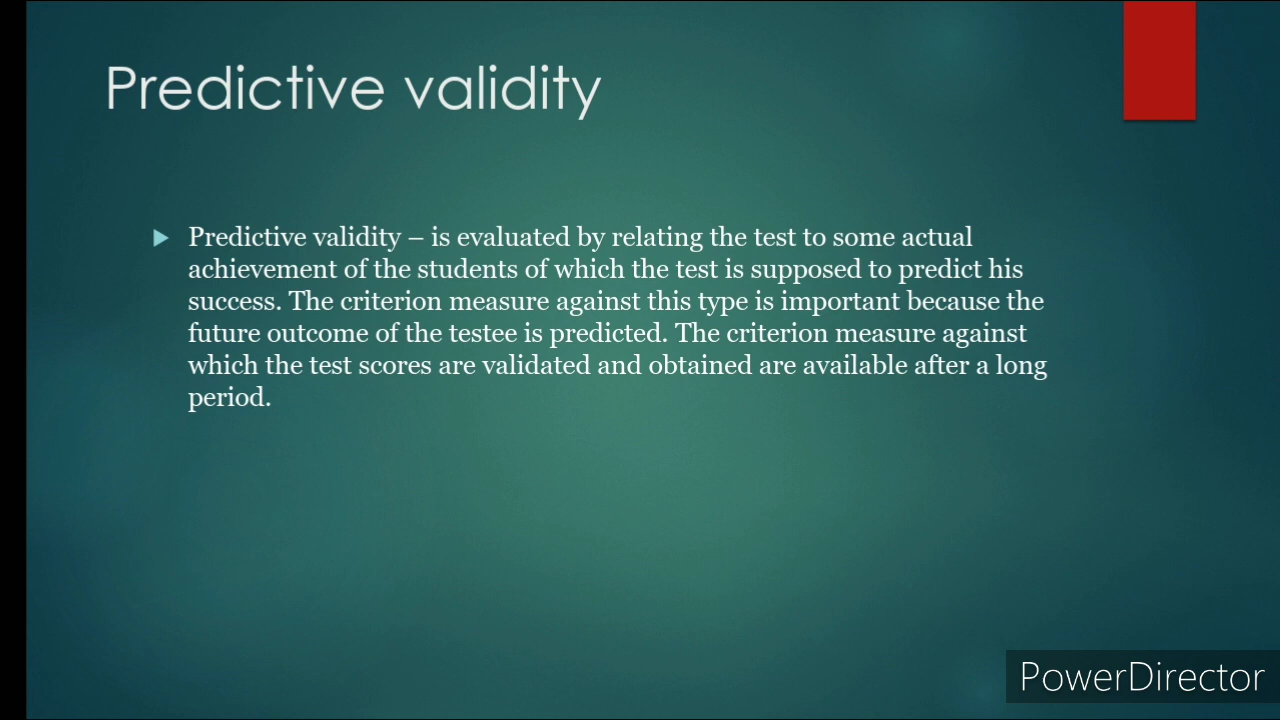 Predictive validity
Predictive validity – is evaluated by relating the test to some actual
achievement of the students of which the test is supposed to predict his
success. The criterion measure against this type is important because the
future outcome of the testee is predicted. The criterion measure against
which the test scores are validated and obtained are available after a long
period.
PowerDirector